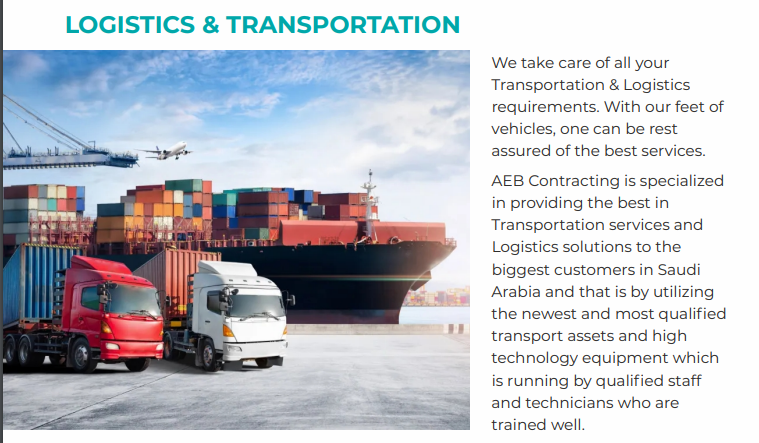 LOGISTICS & TRANSPORTATION
We take care of all your
Transportation & Logistics
requirements. With our feet of
vehicles, one can be rest
assured of the best services.
AEB Contracting is specialized
in providing the best in
Transportation services and
Logistics solutions to the
biggest customers in Saudi
Arabia and that is by utilizing
the newest and most qualified
transport assets and high
technology equipment which
is running by qualified staff
and technicians who are
trained well.